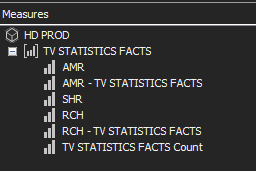 Measures
HD PROD
TV STATISTICS FACTS
AMR
AMR - TV STATISTICS FACTS
SHR
RCH
RCH - TV STATISTICS FACTS
TV STATISTICS FACTS Count